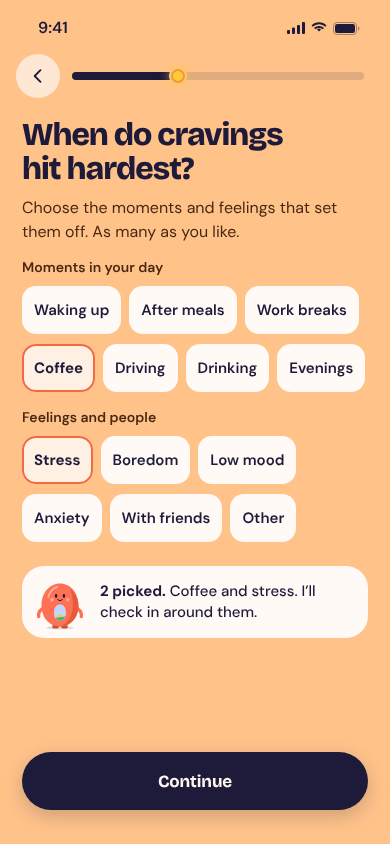 9:41
When do cravings
hit hardest?
Choose the moments and feelings that set
them off. As many as you like.
Moments in your day
Waking up After meals Work breaks
Coffee Driving Drinking Evenings
Feelings and people
Stress Boredom Low mood
Anxiety With friends Other
2 picked. Coffee and stress. I’ll
check in around them.
Continue